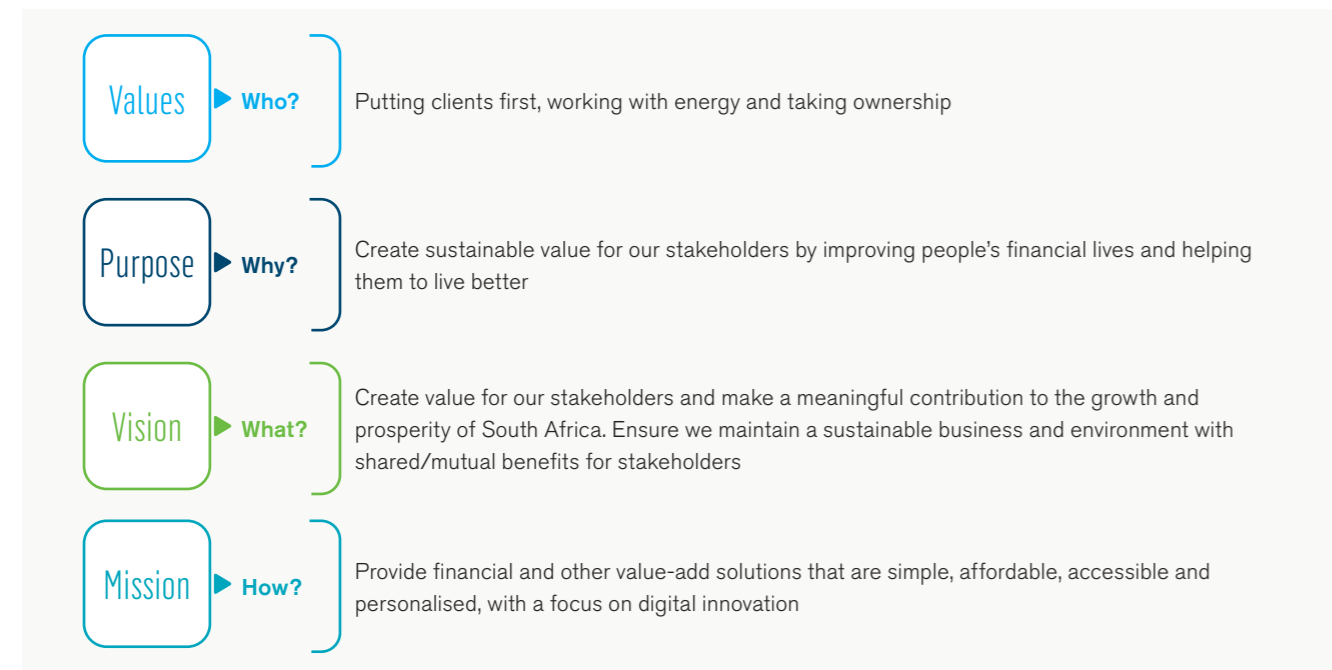 Values
Who?
Putting clients first, working with energy and taking ownership
Purpose
Why?
Create sustainable value for our stakeholders by improving people’s financial lives and helping
them to live better
Vision
What?
Create value for our stakeholders and make a meaningful contribution to the growth and
prosperity of South Africa. Ensure we maintain a sustainable business and environment with
shared/mutual benefits for stakeholders
Mission
How?
Provide financial and other value-add solutions that are simple, affordable, accessible and
personalised, with a focus on digital innovation